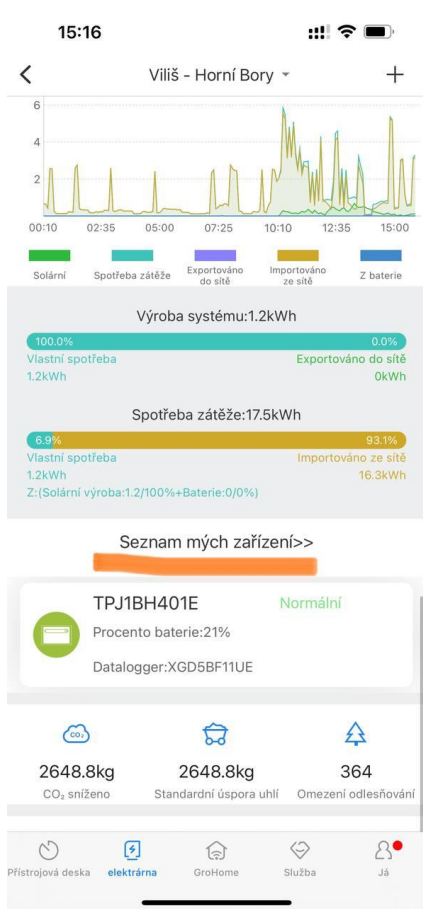 15:16
Viliš - Horní Bory
6
4
2
00:10 02:35 05:00 07:25 10:10 12:35 15:00
Solární Spotřeba zátěže Exportováno do sítě Importováno ze sítě Z baterie
Výroba systému:1.2kWh
100.0% 0.0%
Vlastní spotřeba Exportováno do sítě
1.2kWh 0kWh
Spotřeba zátěže:17.5kWh
6.9% 93.1%
Vlastní spotřeba Importováno ze sítě
1.2kWh 16.3kWh
Z:(Solární výroba:1.2/100%+Baterie:0/0%)
Seznam mých zařízení>>
TPJ1BH401E Normální
Procento baterie:21%
Datalogger:XGD5BF11UE
CO₂
2648.8kg 2648.8kg 364
CO₂ sníženo Standardní úspora uhlí Omezení odlesňování
Přístrojová deska elektrárna GroHome Služba Já